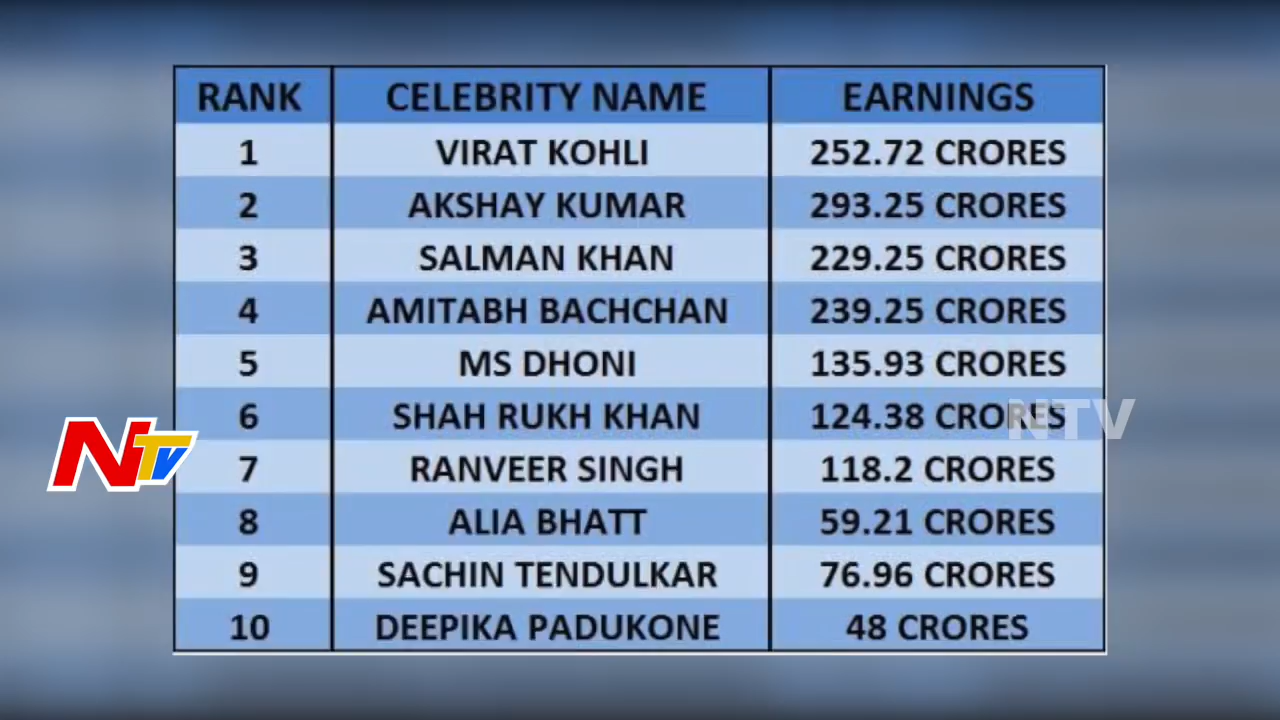 RANK CELEBRITY NAME EARNINGS
1 VIRAT KOHLI 252.72 CRORES
2 AKSHAY KUMAR 293.25 CRORES
3 SALMAN KHAN 229.25 CRORES
4 AMITABH BACHCHAN 239.25 CRORES
5 MS DHONI 135.93 CRORES
6 SHAH RUKH KHAN 124.38 CRORES
NTV
NTV
7 RANVEER SINGH 118.2 CRORES
8 ALIA BHATT 59.21 CRORES
9 SACHIN TENDULKAR 76.96 CRORES
10 DEEPIKA PADUKONE 48 CRORES